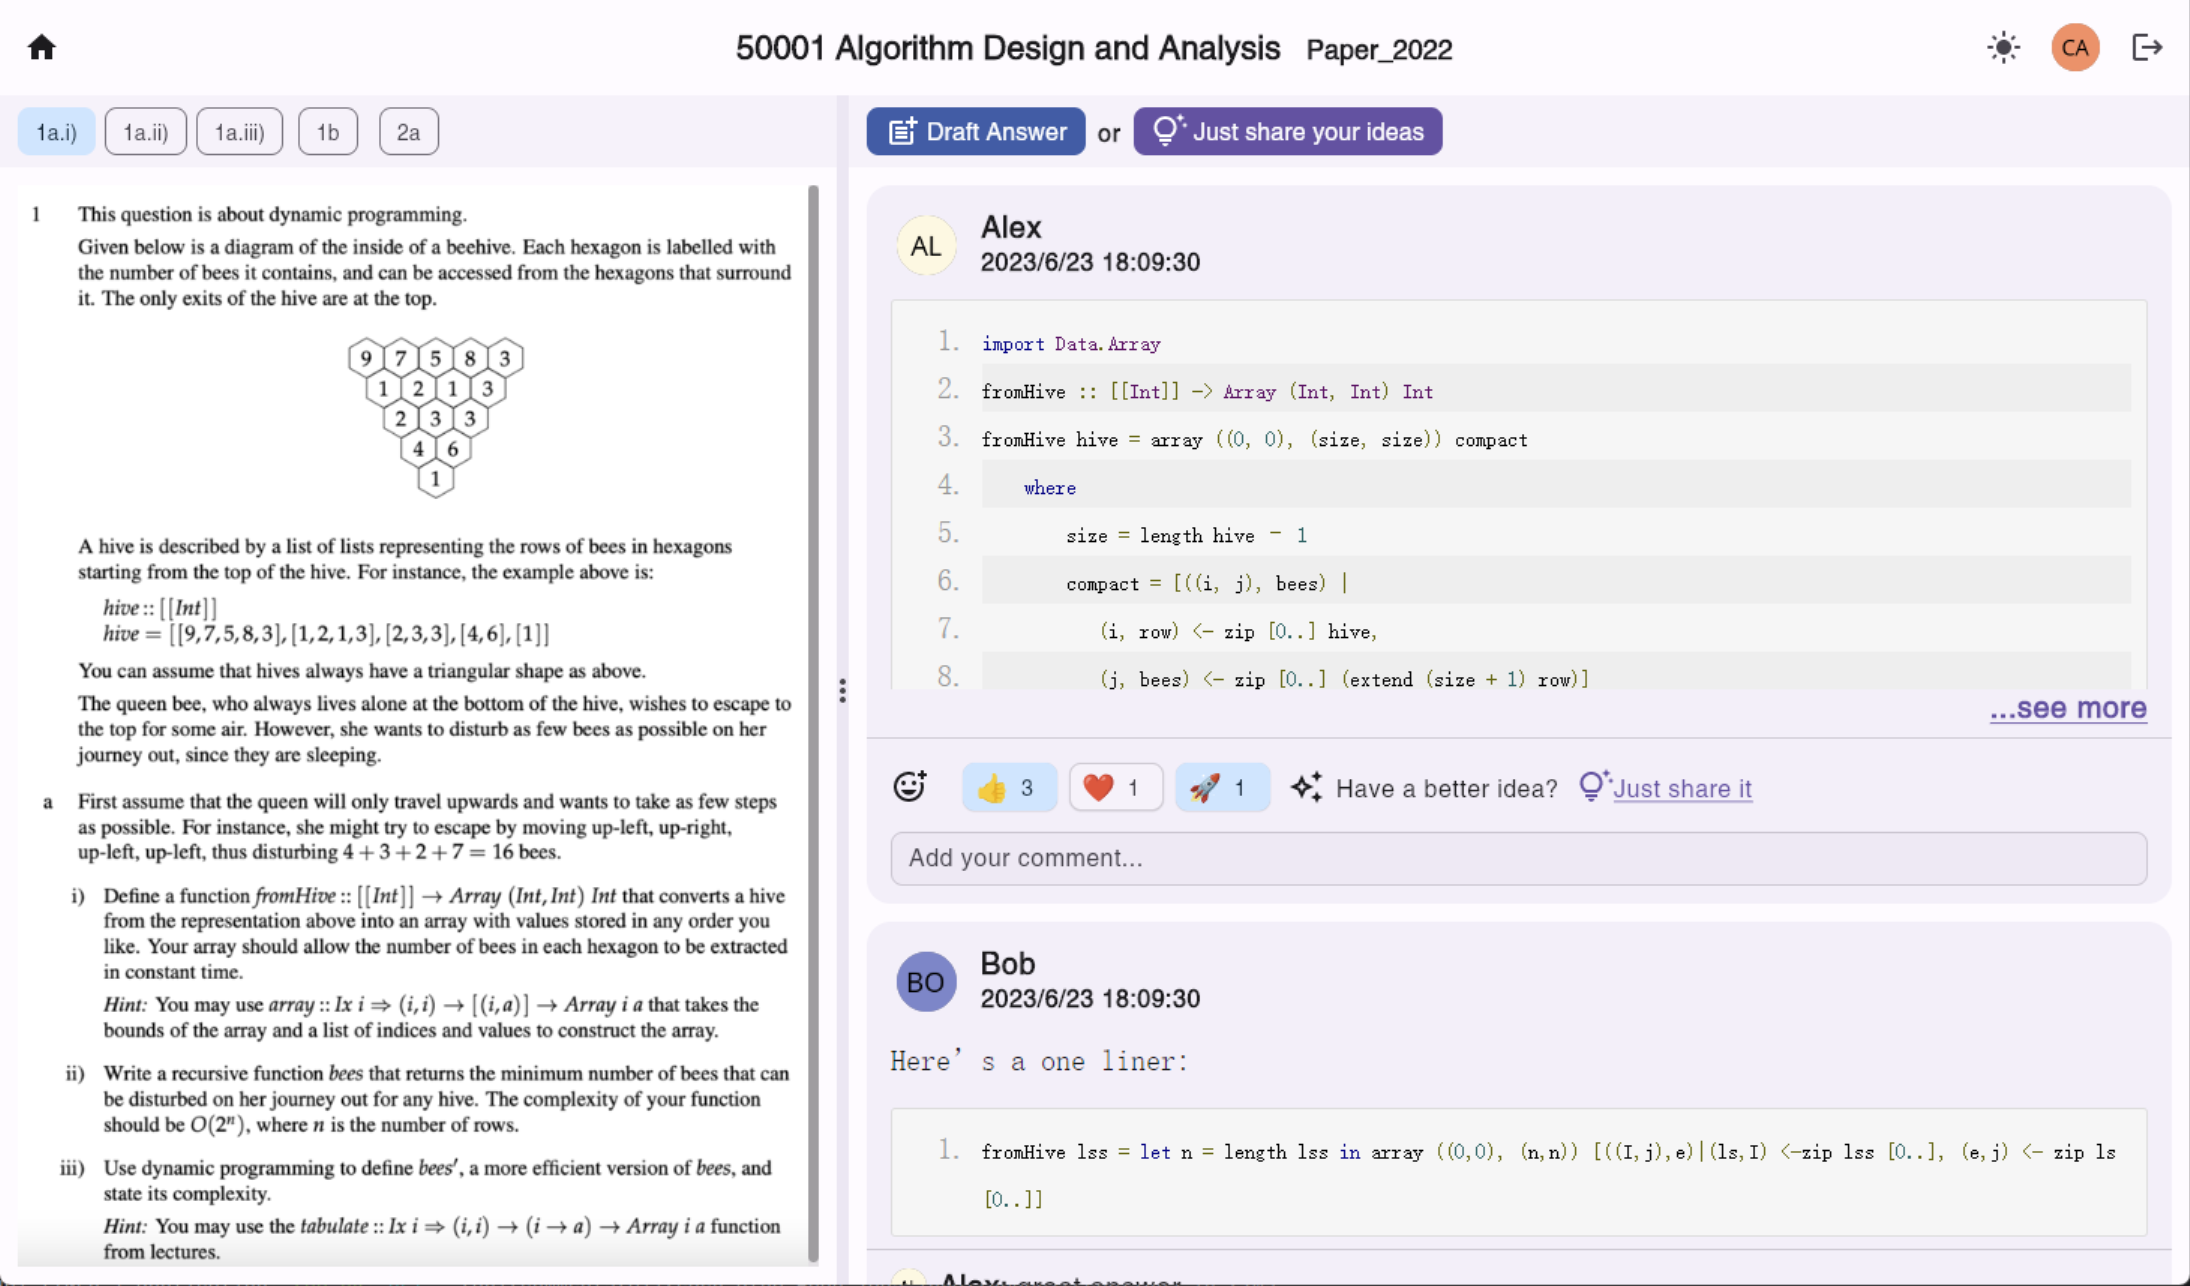 50001 Algorithm Design and Analysis Paper_2022
CA
1a.i) 1a.ii) 1a.iii) 1b 2a
1 This question is about dynamic programming.
Given below is a diagram of the inside of a beehive. Each hexagon is labelled with
the number of bees it contains, and can be accessed from the hexagons that surround
it. The only exits of the hive are at the top.
9 7 5 8 3
1 2 1 3
2 3 3
4 6
1
A hive is described by a list of lists representing the rows of bees in hexagons
starting from the top of the hive. For instance, the example above is:
hive :: [[Int]]
hive = [[9,7,5,8,3],[1,2,1,3],[2,3,3],[4,6],[1]]
You can assume that hives always have a triangular shape as above.
The queen bee, who always lives alone at the bottom of the hive, wishes to escape to
the top for some air. However, she wants to disturb as few bees as possible on her
journey out, since they are sleeping.
a First assume that the queen will only travel upwards and wants to take as few steps
as possible. For instance, she might try to escape by moving up-left, up-right,
up-left, up-left, thus disturbing 4 + 3 + 2 + 7 = 16 bees.
i) Define a function fromHive :: [[Int]] → Array (Int, Int) Int that converts a hive
from the representation above into an array with values stored in any order you
like. Your array should allow the number of bees in each hexagon to be extracted
in constant time.
Hint: You may use array :: Ix i ⇒ (i,i) → [(i,a)] → Array i a that takes the
bounds of the array and a list of indices and values to construct the array.
ii) Write a recursive function bees that returns the minimum number of bees that can
be disturbed on her journey out for any hive. The complexity of your function
should be O(2ⁿ), where n is the number of rows.
iii) Use dynamic programming to define bees′, a more efficient version of bees, and
state its complexity.
Hint: You may use the tabulate :: Ix i ⇒ (i,i) → (i → a) → Array i a function
from lectures.
Draft Answer or Just share your ideas
AL Alex
2023/6/23 18:09:30
1. import Data.Array
2. fromHive :: [[Int]] -> Array (Int, Int) Int
3. fromHive hive = array ((0, 0), (size, size)) compact
4. where
5. size = length hive - 1
6. compact = [((i, j), bees) |
7. (i, row) <- zip [0..] hive,
8. (j, bees) <- zip [0..] (extend (size + 1) row)]
...see more
👍 3 ❤️ 1 🚀 1 Have a better idea? Just share it
Add your comment...
BO Bob
2023/6/23 18:09:30
Here’s a one liner:
1. fromHive lss = let n = length lss in array ((0,0), (n,n)) [((I,j),e)|(ls,I) <-zip lss [0..], (e,j) <- zip ls
[0..]]
Alex: great answer